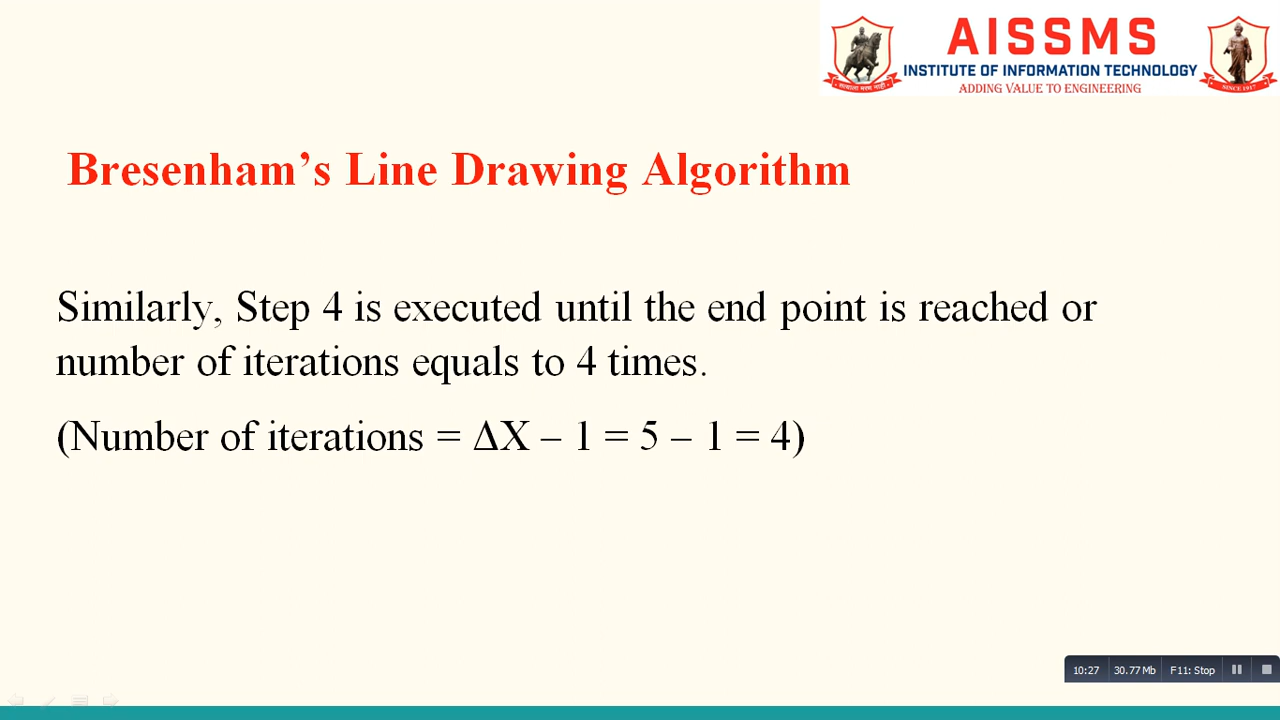 AISSMS
INSTITUTE OF INFORMATION TECHNOLOGY
ADDING VALUE TO ENGINEERING
SINCE 1917
Bresenham’s Line Drawing Algorithm
Similarly, Step 4 is executed until the end point is reached or
number of iterations equals to 4 times.
(Number of iterations = ΔX – 1 = 5 – 1 = 4)
10:27 30.77 Mb F11: Stop